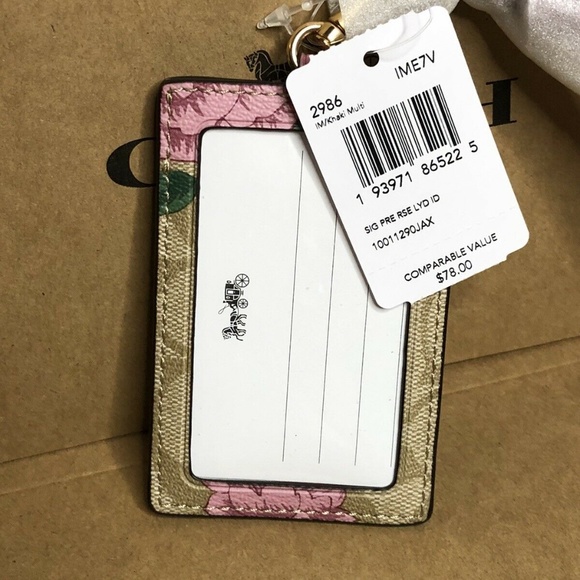 IME7V
2986
IM/Khaki Multi
1 93971 86522 5
SIG PRE RSE LYD ID
10011290JAX
COMPARABLE VALUE
$78.00
C H